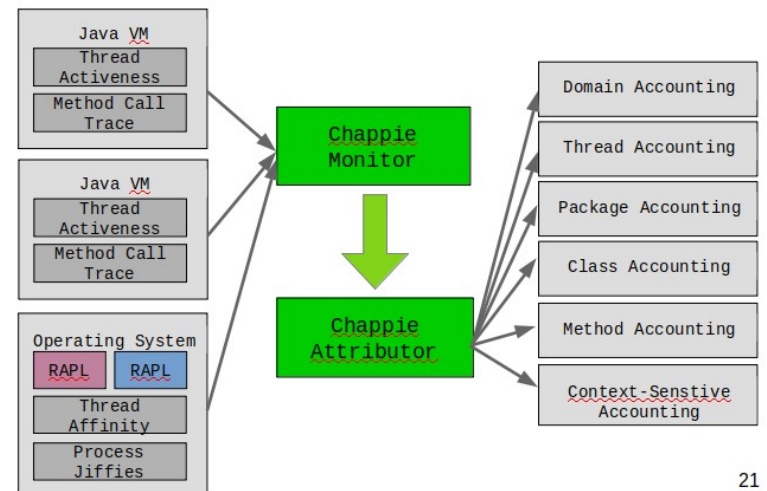 Java VM
Thread
Activeness
Method Call
Trace
Java VM
Thread
Activeness
Method Call
Trace
Operating System
RAPL
RAPL
Thread
Affinity
Process
Jiffies
Chappie
Monitor
Chappie
Attributor
Domain Accounting
Thread Accounting
Package Accounting
Class Accounting
Method Accounting
Context-Senstive
Accounting
21